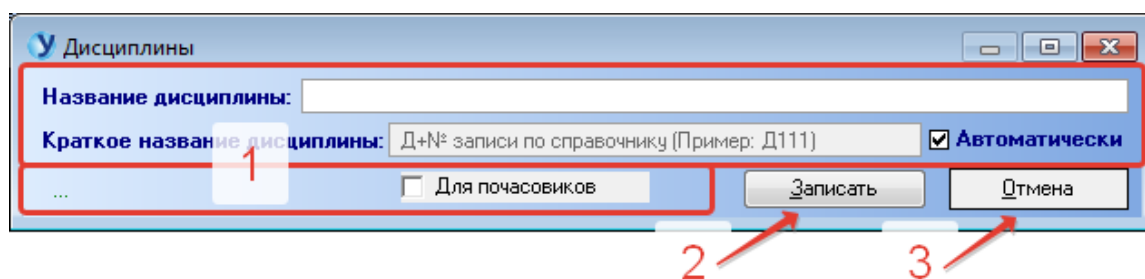 У Дисциплины
Название дисциплины:
Краткое название дисциплины: Д+№ записи по справочнику (Пример: Д111) Автоматически
1
... Для почасовиков Записать Отмена
2 3